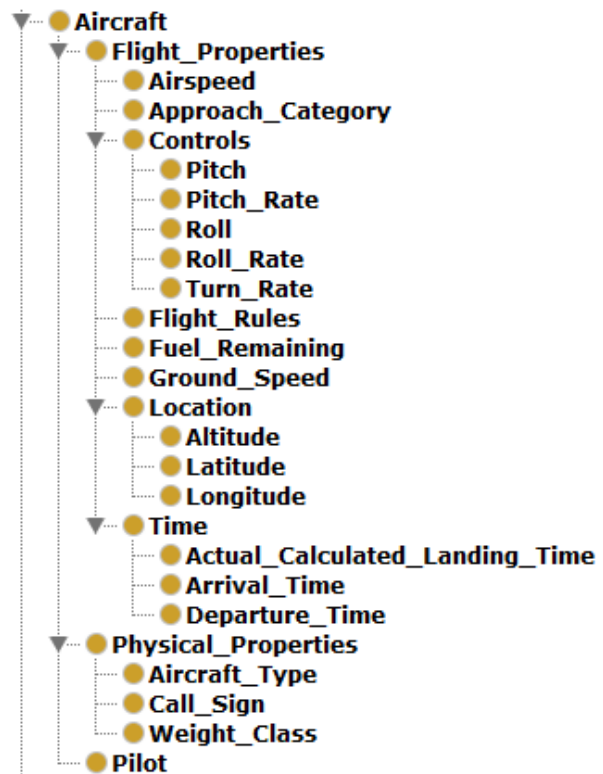 Aircraft
Flight_Properties
Airspeed
Approach_Category
Controls
Pitch
Pitch_Rate
Roll
Roll_Rate
Turn_Rate
Flight_Rules
Fuel_Remaining
Ground_Speed
Location
Altitude
Latitude
Longitude
Time
Actual_Calculated_Landing_Time
Arrival_Time
Departure_Time
Physical_Properties
Aircraft_Type
Call_Sign
Weight_Class
Pilot